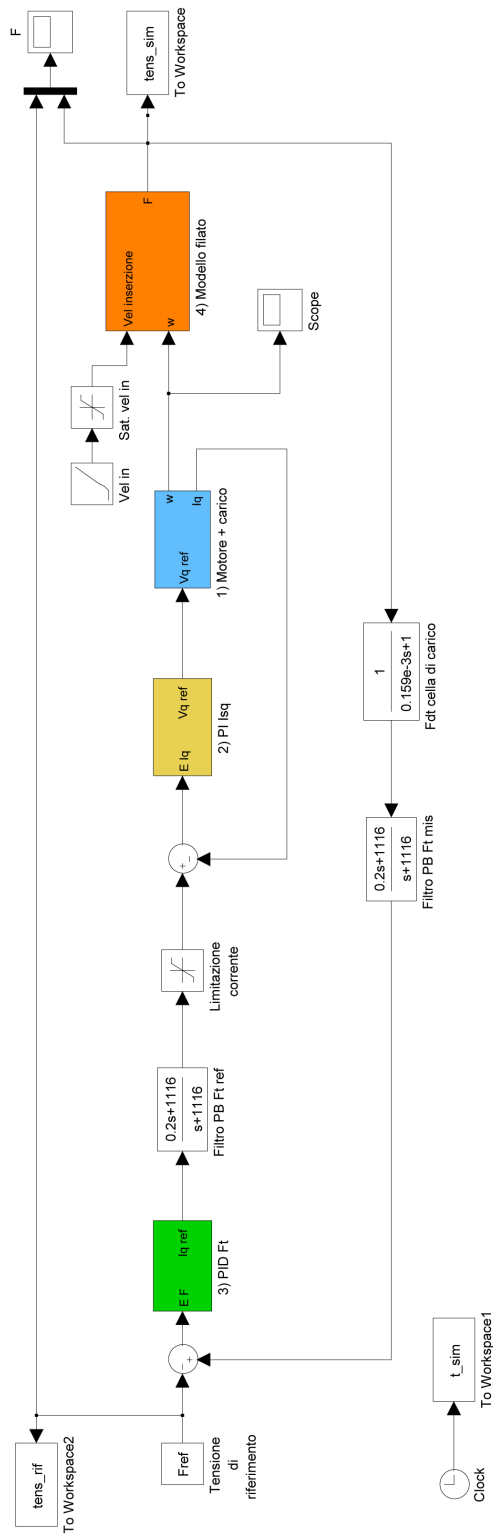 tens_rif
To Workspace2
Fref
Tensione
di
riferimento
- +
E F
Iq ref
3) PID Ft
0.2s+1116
s+1116
Filtro PB Ft ref
Limitazione
corrente
+ -
E Iq
Vq ref
2) PI Isq
Vq ref
w
Iq
1) Motore + carico
Vel in
Sat. vel in
Vel inserzione
w
F
4) Modello filato
F
tens_sim
To Workspace
Scope
1
0.159e-3s+1
Fdt cella di carico
0.2s+1116
s+1116
Filtro PB Ft mis
Clock
t_sim
To Workspace1